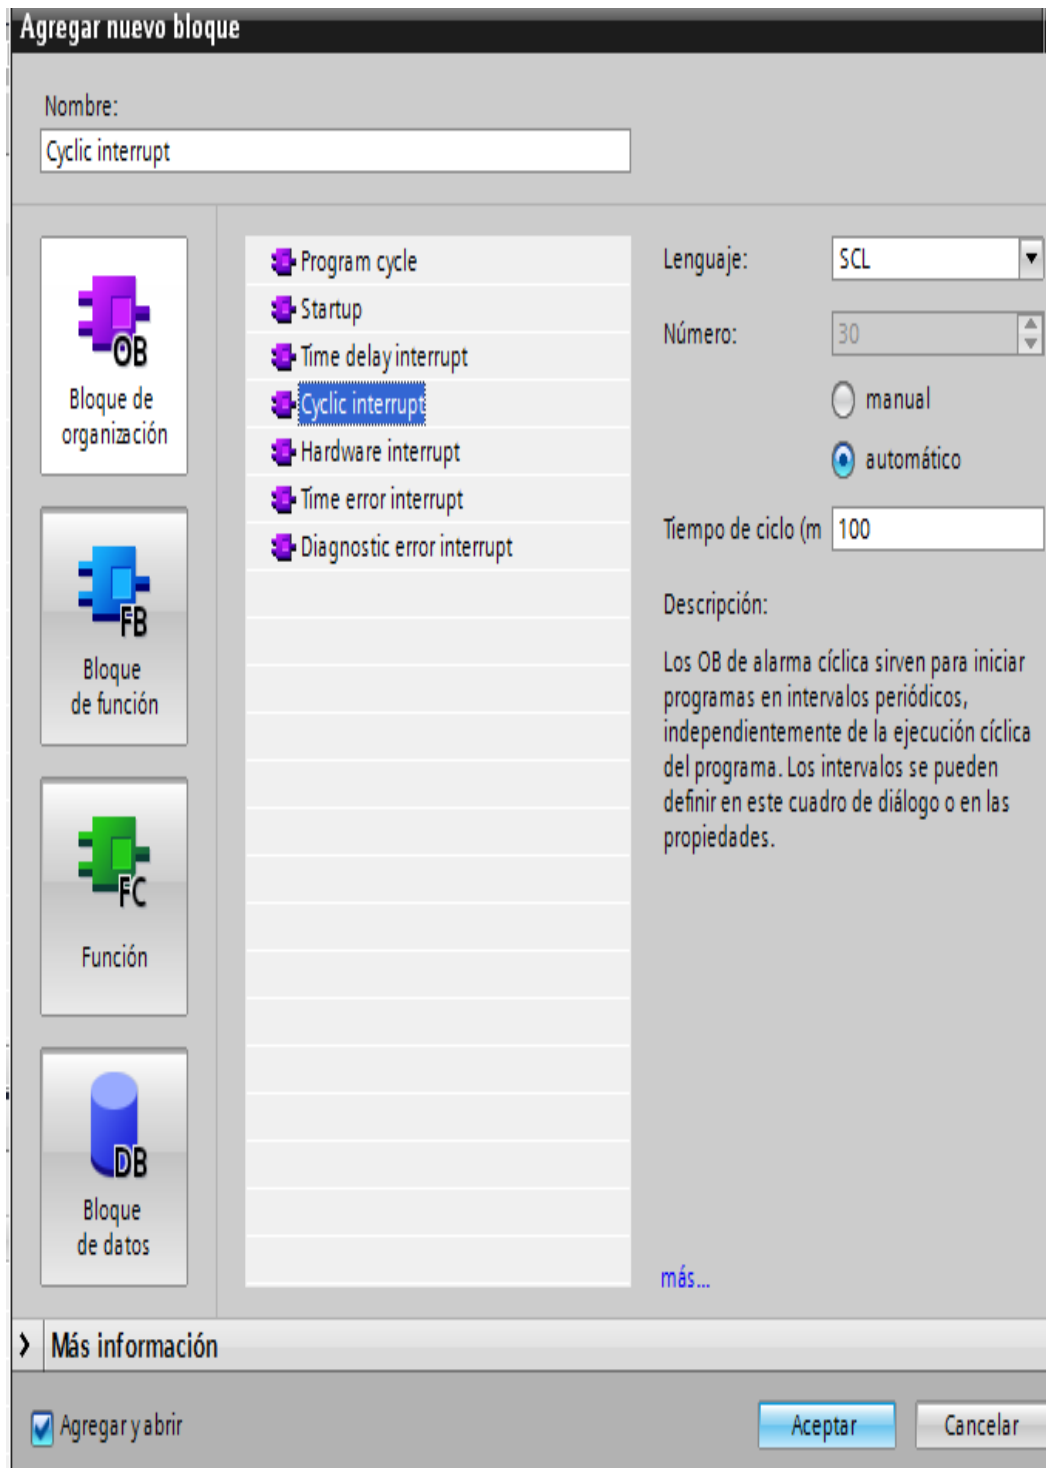 Agregar nuevo bloque
Nombre:
Cyclic interrupt
OB
Bloque de
organización
FB
Bloque
de función
FC
Función
DB
Bloque
de datos
Program cycle
Startup
Time delay interrupt
Cyclic interrupt
Hardware interrupt
Time error interrupt
Diagnostic error interrupt
Lenguaje: SCL
Número: 30
manual
automático
Tiempo de ciclo (m 100
Descripción:
Los OB de alarma cíclica sirven para iniciar
programas en intervalos periódicos,
independientemente de la ejecución cíclica
del programa. Los intervalos se pueden
definir en este cuadro de diálogo o en las
propiedades.
más...
Más información
Agregar y abrir
Aceptar
Cancelar